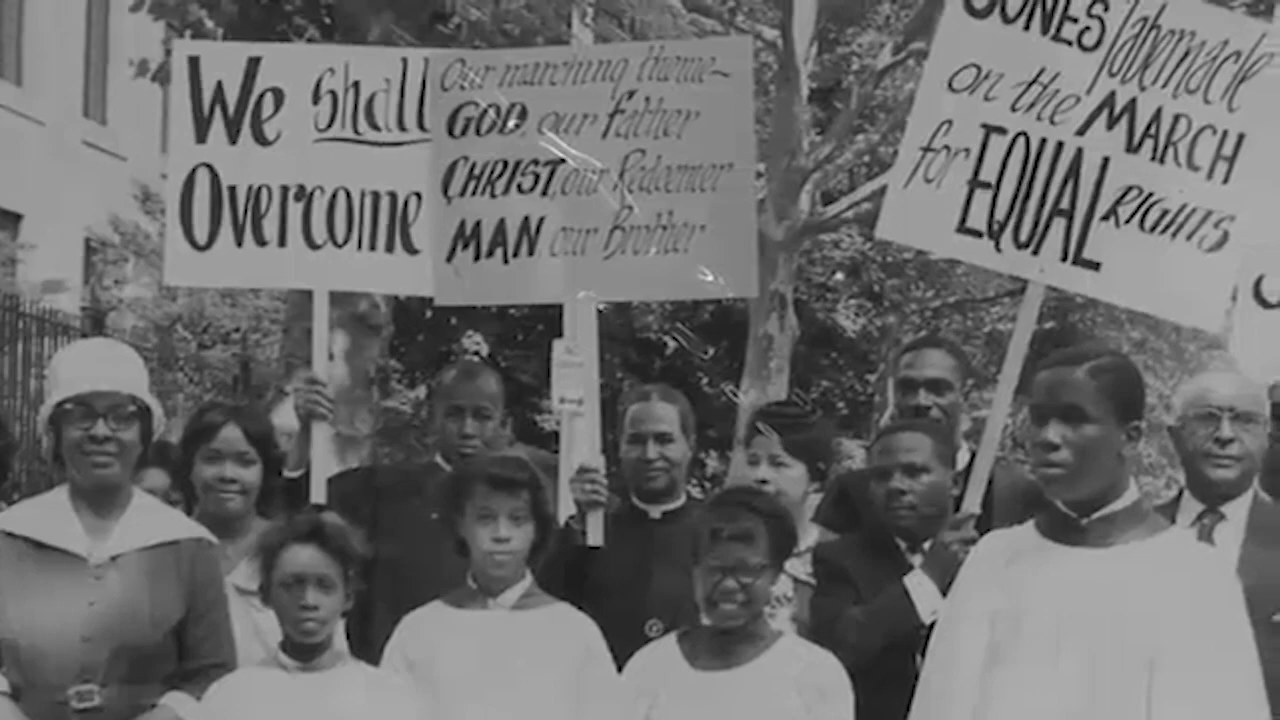 We Shall
Overcome
Our marching theme~
GOD, our Father
CHRIST, our Redeemer
MAN our Brother
JONES Tabernacle
on the MARCH
for EQUAL RIGHTS